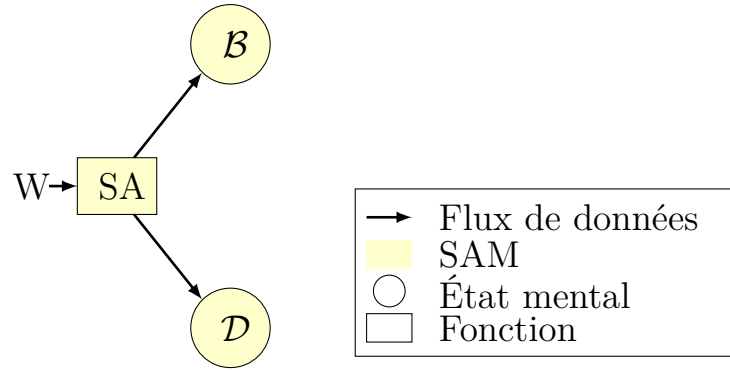 ℬ
W SA
𝒟
Flux de données
SAM
État mental
Fonction